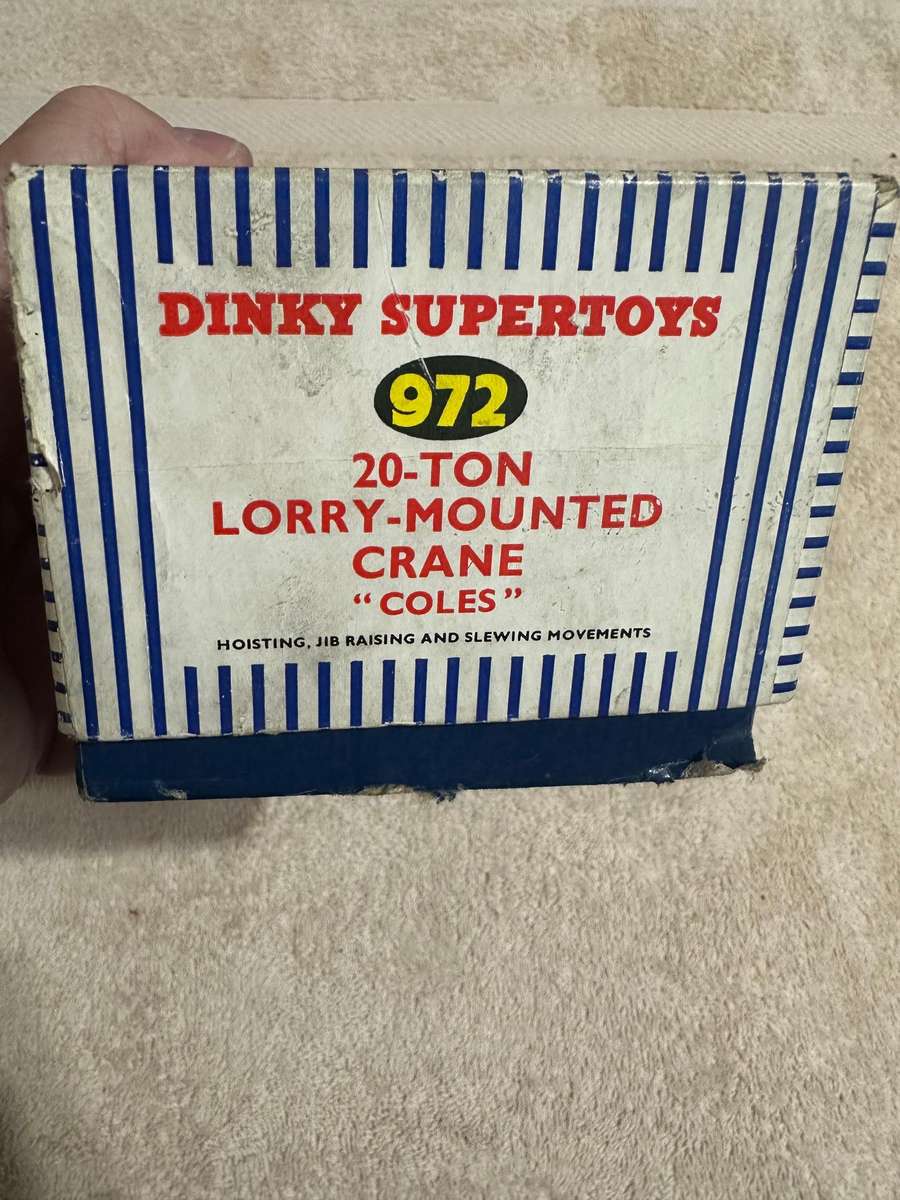 DINKY SUPERTOYS
972
20-TON
LORRY-MOUNTED
CRANE
“COLES”
HOISTING, JIB RAISING AND SLEWING MOVEMENTS